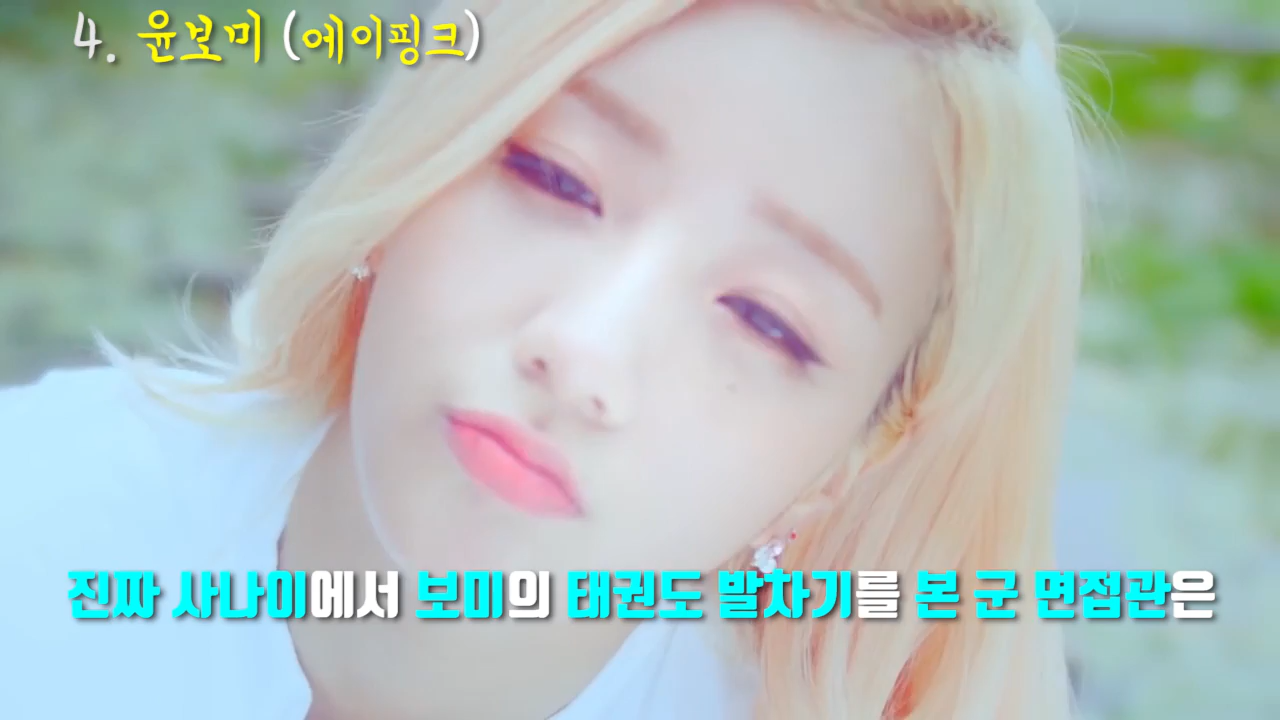 4. 윤보미 (에이핑크)
진짜 사나이에서 보미의 태권도 발차기를 본 군 면접관은